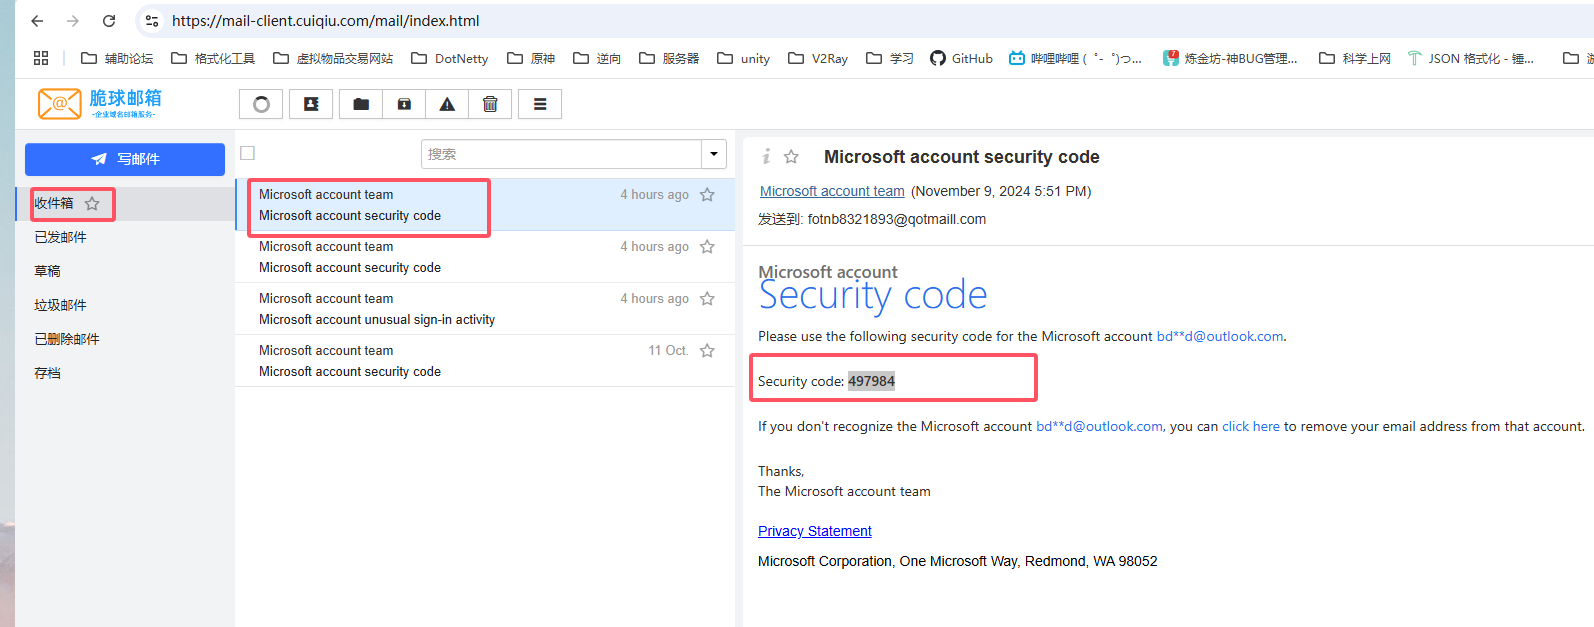 https://mail-client.cuiqiu.com/mail/index.html
辅助论坛 格式化工具 虚拟物品交易网站 DotNetty 原神 逆向 服务器 unity V2Ray 学习 GitHub 哔哩哔哩 (゜-゜)つ... 炼金坊-神BUG管理... 科学上网 JSON 格式化 - 锤...
脆球邮箱
-企业域名邮箱服务-
写邮件
收件箱
已发邮件
草稿
垃圾邮件
已删除邮件
存档
搜索
Microsoft account team 4 hours ago
Microsoft account security code
Microsoft account team 4 hours ago
Microsoft account security code
Microsoft account team 4 hours ago
Microsoft account unusual sign-in activity
Microsoft account team 11 Oct.
Microsoft account security code
Microsoft account security code
Microsoft account team (November 9, 2024 5:51 PM)
发送到: fotnb8321893@qotmaill.com
Microsoft account
Security code
Please use the following security code for the Microsoft account bd**d@outlook.com.
Security code: 497984
If you don't recognize the Microsoft account bd**d@outlook.com, you can click here to remove your email address from that account.
Thanks,
The Microsoft account team
Privacy Statement
Microsoft Corporation, One Microsoft Way, Redmond, WA 98052